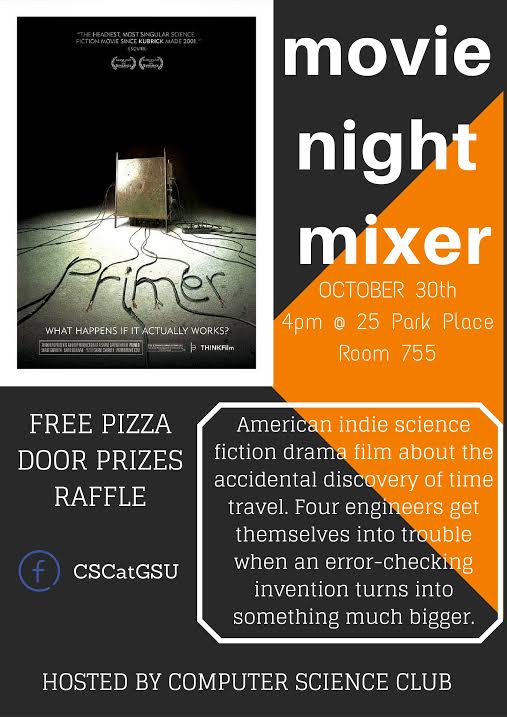 "THE HEADIEST, MOST SINGULAR SCIENCE
FICTION MOVIE SINCE KUBRICK MADE 2001."
ESQUIRE
Primer
WHAT HAPPENS IF IT ACTUALLY WORKS?
THINKFilm
movie
night
mixer
OCTOBER 30th
4pm @ 25 Park Place
Room 755
FREE PIZZA
DOOR PRIZES
RAFFLE
f CSCatGSU
American indie science
fiction drama film about the
accidental discovery of time
travel. Four engineers get
themselves into trouble
when an error-checking
invention turns into
something much bigger.
HOSTED BY COMPUTER SCIENCE CLUB